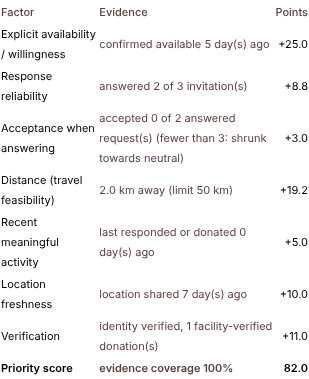 Factor Evidence Points
Explicit availability / willingness confirmed available 5 day(s) ago +25.0
Response reliability answered 2 of 3 invitation(s) +8.8
Acceptance when answering accepted 0 of 2 answered request(s) (fewer than 3: shrunk towards neutral) +3.0
Distance (travel feasibility) 2.0 km away (limit 50 km) +19.2
Recent meaningful activity last responded or donated 0 day(s) ago +5.0
Location freshness location shared 7 day(s) ago +10.0
Verification identity verified, 1 facility-verified donation(s) +11.0
Priority score evidence coverage 100% 82.0